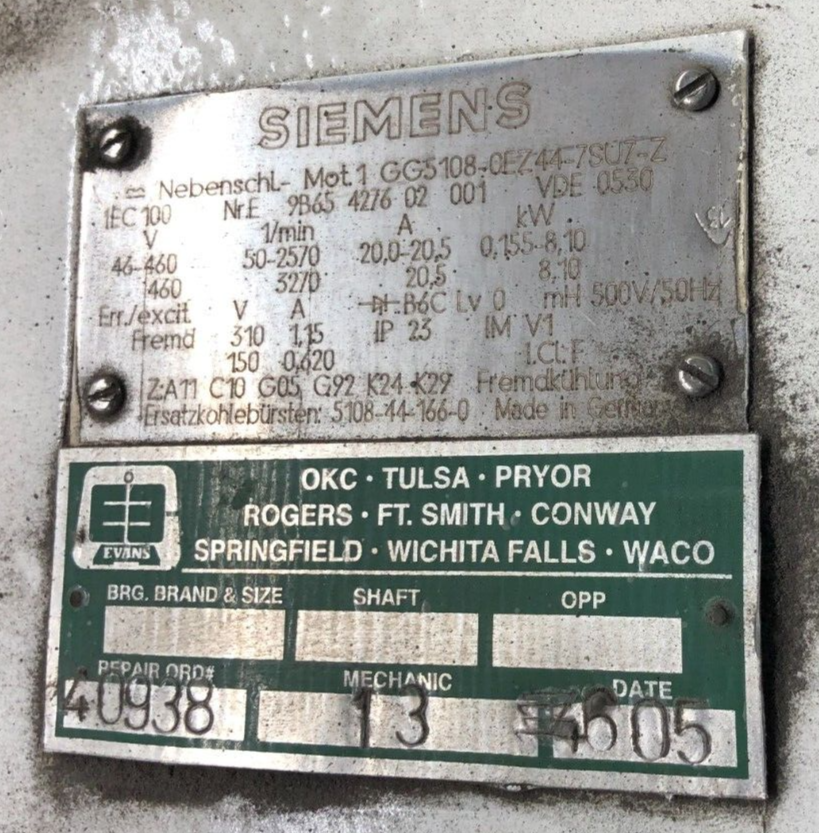 SIEMENS
Nebenschl.- Mot.1 GG5108-0EZ44-7SU7-Z
IEC 100 Nr.E 9B65 4276 02 001 VDE 0530
V 1/min A kW
46-460 50-2570 20,0-20,5 0,155-8,10
460 3270 20,5 8,10
Err./excit V A B6C Lv 0 mH 500V/50Hz
Fremd 310 1,15 IP 23 IM V1
150 0,620 I.Cl.F
Z:A11 C10 G05 G92 K24 K29 Fremdkühlung
Ersatzkohlebürsten: 5108-44-166-0 Made in Germany
OKC · TULSA · PRYOR
ROGERS · FT. SMITH · CONWAY
EVANS
SPRINGFIELD · WICHITA FALLS · WACO
BRG. BRAND & SIZE SHAFT OPP
REPAIR ORD# MECHANIC DATE
40938 13 605